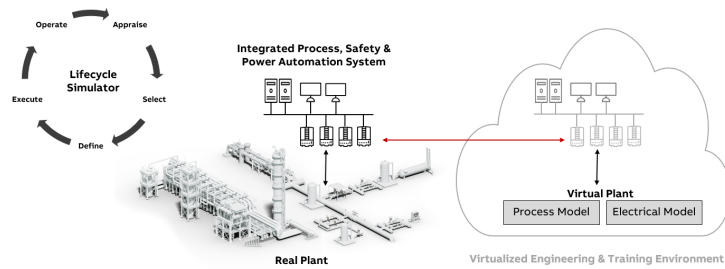 Operate
Appraise
Lifecycle
Simulator
Execute
Select
Define
Integrated Process, Safety &
Power Automation System
Real Plant
Virtual Plant
Process Model
Electrical Model
Virtualized Engineering & Training Environment